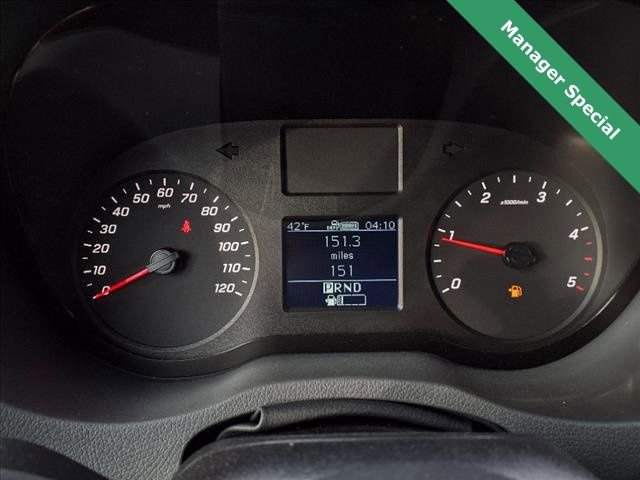 Manager Special
0 10 20 30 40 50 60 70 80 90 100 110 120
mph
42°F 04:10
151.3
miles
151
PRND
0 1 2 3 4 5
x1000/min